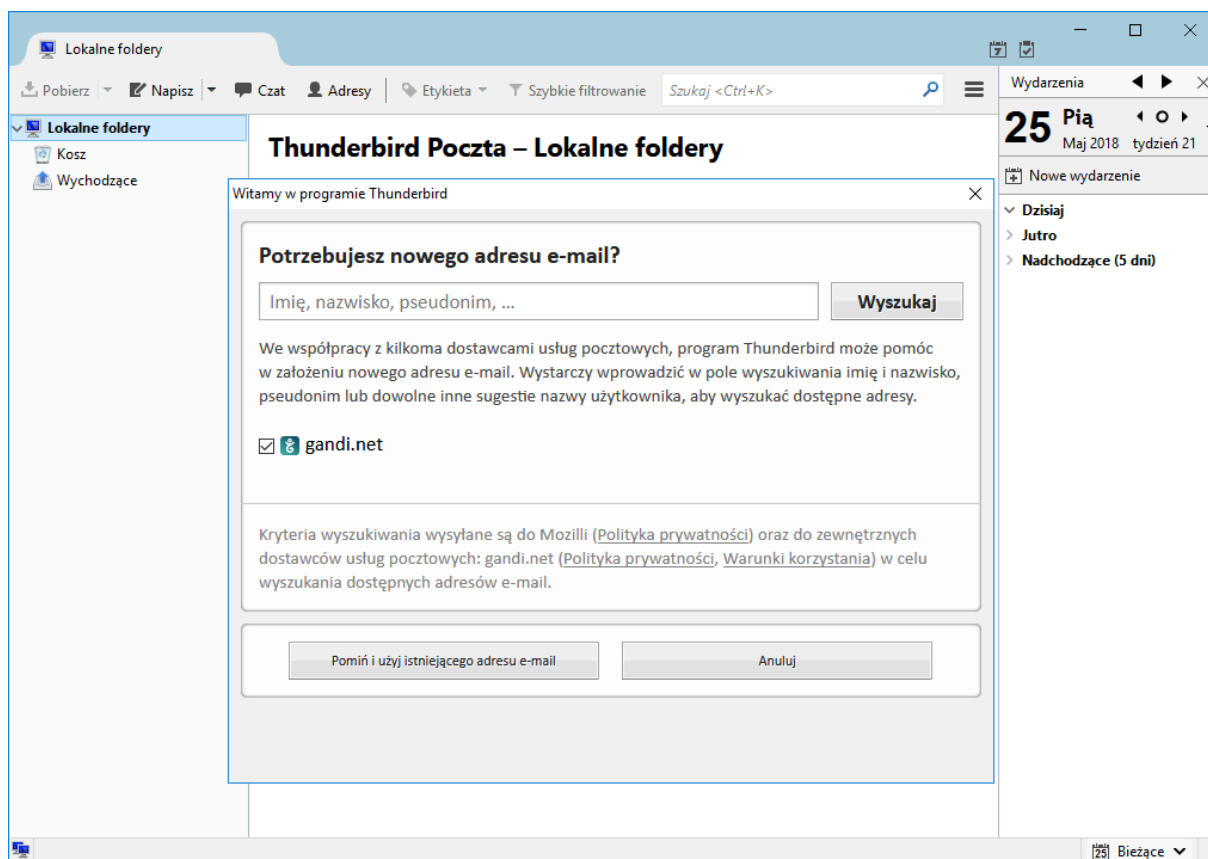 Lokalne foldery
Pobierz Napisz Czat Adresy Etykieta Szybkie filtrowanie Szukaj <Ctrl+K>
Lokalne foldery
Kosz
Wychodzące
Thunderbird Poczta – Lokalne foldery
Witamy w programie Thunderbird
Potrzebujesz nowego adresu e-mail?
Imię, nazwisko, pseudonim, ... Wyszukaj
We współpracy z kilkoma dostawcami usług pocztowych, program Thunderbird może pomóc
w założeniu nowego adresu e-mail. Wystarczy wprowadzić w pole wyszukiwania imię i nazwisko,
pseudonim lub dowolne inne sugestie nazwy użytkownika, aby wyszukać dostępne adresy.
gandi.net
Kryteria wyszukiwania wysyłane są do Mozilli (Polityka prywatności) oraz do zewnętrznych
dostawców usług pocztowych: gandi.net (Polityka prywatności, Warunki korzystania) w celu
wyszukania dostępnych adresów e-mail.
Pomiń i użyj istniejącego adresu e-mail Anuluj
Wydarzenia
25 Pią
Maj 2018 tydzień 21
Nowe wydarzenie
Dzisiaj
Jutro
Nadchodzące (5 dni)
25 Bieżące